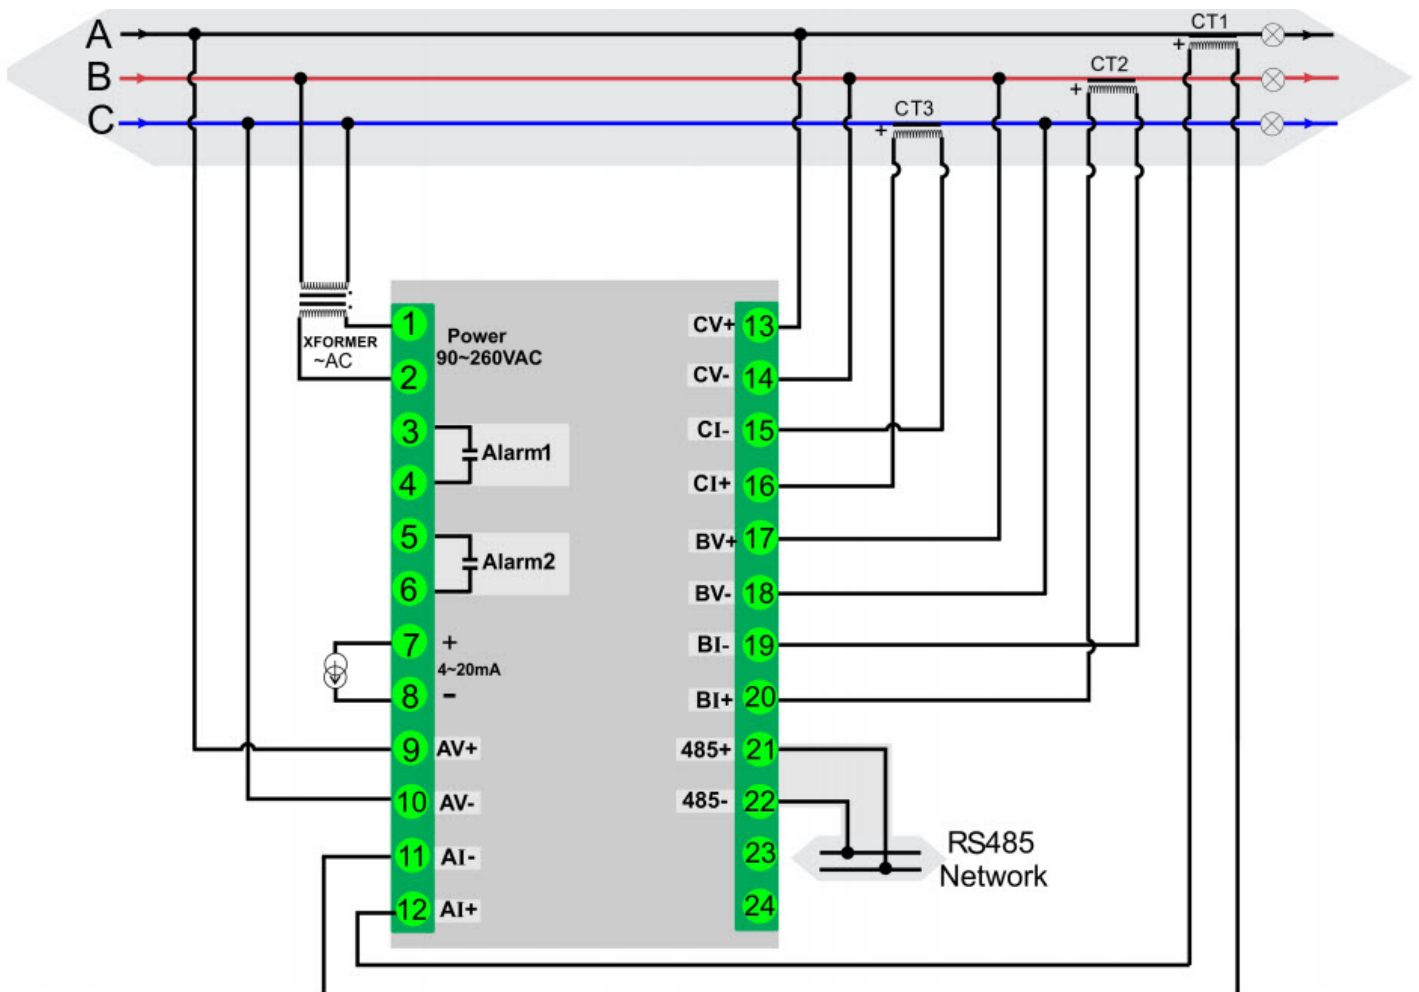 CT1
A
CT2
B
CT3
C
+
+
+
XFORMER
~AC
1
2
3
4
5
6
7
8
9
10
11
12
Power
90~260VAC
Alarm1
Alarm2
+
4~20mA
-
AV+
AV-
AI-
AI+
CV+ 13
CV- 14
CI- 15
CI+ 16
BV+ 17
BV- 18
BI- 19
BI+ 20
485+ 21
485- 22
23
24
RS485
Network